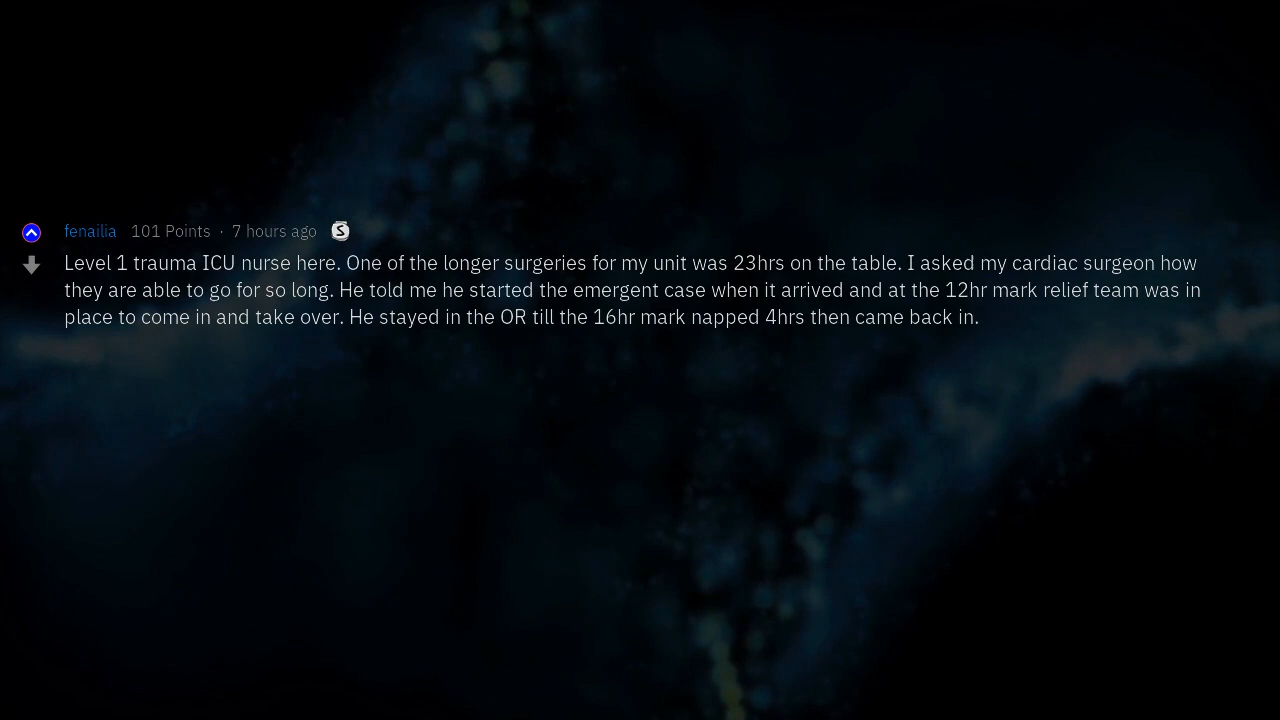 fenailia 101 Points · 7 hours ago S
Level 1 trauma ICU nurse here. One of the longer surgeries for my unit was 23hrs on the table. I asked my cardiac surgeon how
they are able to go for so long. He told me he started the emergent case when it arrived and at the 12hr mark relief team was in
place to come in and take over. He stayed in the OR till the 16hr mark napped 4hrs then came back in.